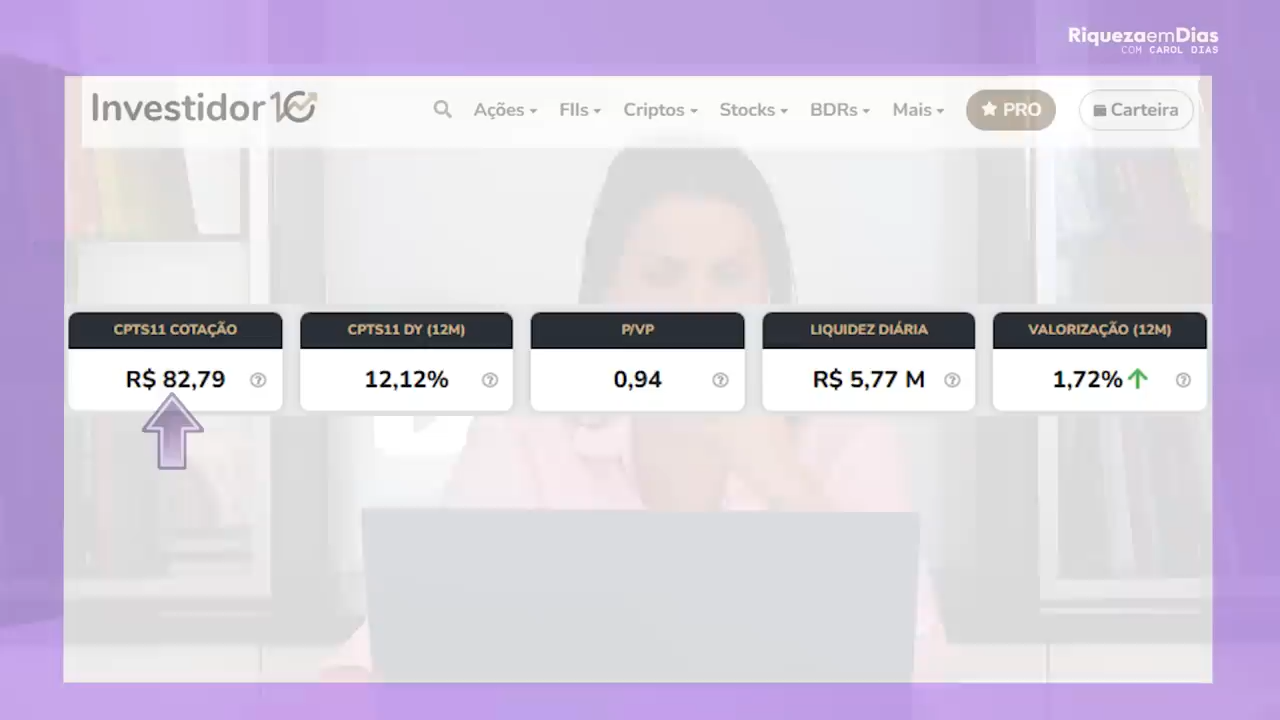 RiquezaemDias
COM CAROL DIAS
Investidor10
Ações FIIs Criptos Stocks BDRs Mais PRO Carteira
CPTS11 COTAÇÃO CPTS11 DY (12M) P/VP LIQUIDEZ DIÁRIA VALORIZAÇÃO (12M)
R$ 82,79 12,12% 0,94 R$ 5,77 M 1,72%